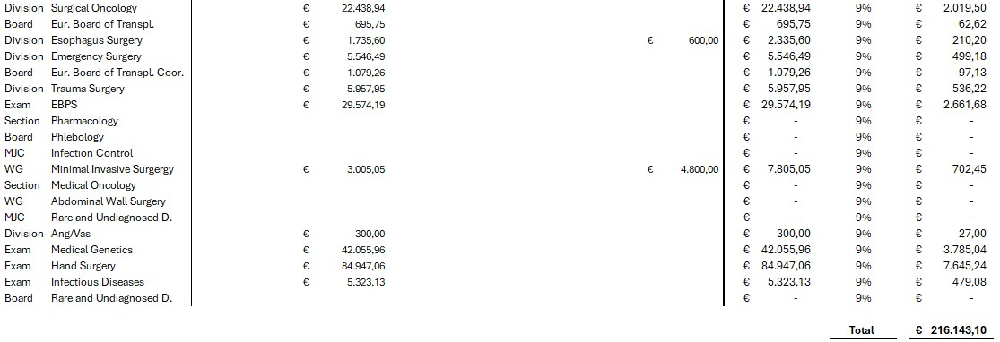 Division Surgical Oncology € 22.438,94 € 22.438,94 9% € 2.019,50
Board Eur. Board of Transpl. € 695,75 € 695,75 9% € 62,62
Division Esophagus Surgery € 1.735,60 € 600,00 € 2.335,60 9% € 210,20
Division Emergency Surgery € 5.546,49 € 5.546,49 9% € 499,18
Board Eur. Board of Transpl. Coor. € 1.079,26 € 1.079,26 9% € 97,13
Division Trauma Surgery € 5.957,95 € 5.957,95 9% € 536,22
Exam EBPS € 29.574,19 € 29.574,19 9% € 2.661,68
Section Pharmacology € - 9% € -
Board Phlebology € - 9% € -
MJC Infection Control € - 9% € -
WG Minimal Invasive Surgergy € 3.005,05 € 4.800,00 € 7.805,05 9% € 702,45
Section Medical Oncology € - 9% € -
WG Abdominal Wall Surgery € - 9% € -
MJC Rare and Undiagnosed D. € - 9% € -
Division Ang/Vas € 300,00 € 300,00 9% € 27,00
Exam Medical Genetics € 42.055,96 € 42.055,96 9% € 3.785,04
Exam Hand Surgery € 84.947,06 € 84.947,06 9% € 7.645,24
Exam Infectious Diseases € 5.323,13 € 5.323,13 9% € 479,08
Board Rare and Undiagnosed D. € - 9% € -
Total € 216.143,10